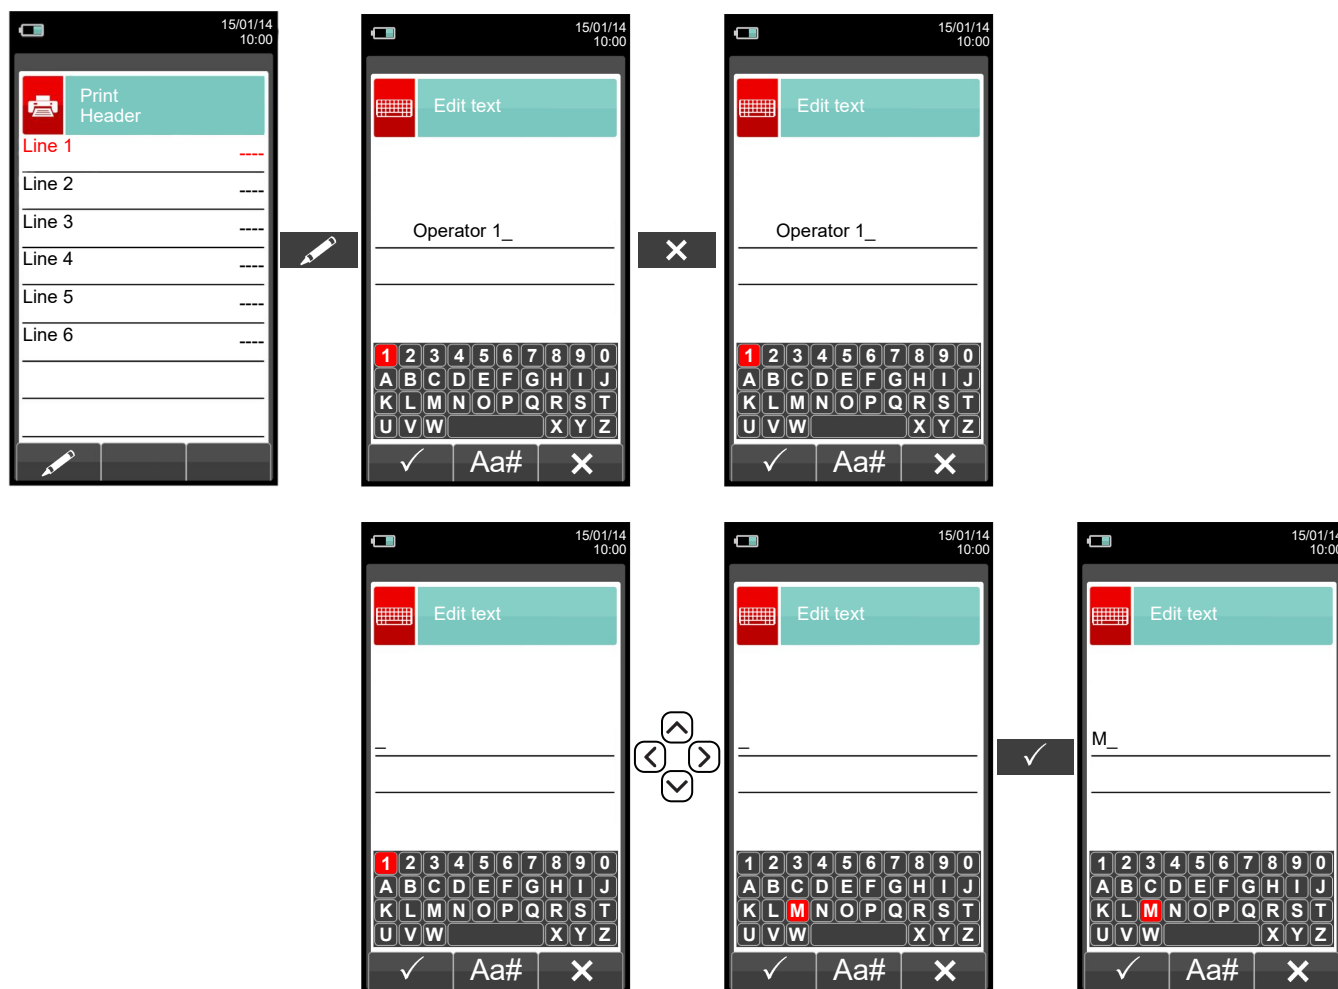 15/01/14
10:00
Print
Header
Line 1 ----
Line 2 ----
Line 3 ----
Line 4 ----
Line 5 ----
Line 6 ----
15/01/14
10:00
Edit text
Operator 1_
1 2 3 4 5 6 7 8 9 0
A B C D E F G H I J
K L M N O P Q R S T
U V W X Y Z
✓ Aa# ×
15/01/14
10:00
Edit text
Operator 1_
1 2 3 4 5 6 7 8 9 0
A B C D E F G H I J
K L M N O P Q R S T
U V W X Y Z
✓ Aa# ×
15/01/14
10:00
Edit text
_
1 2 3 4 5 6 7 8 9 0
A B C D E F G H I J
K L M N O P Q R S T
U V W X Y Z
✓ Aa# ×
15/01/14
10:00
Edit text
_
1 2 3 4 5 6 7 8 9 0
A B C D E F G H I J
K L M N O P Q R S T
U V W X Y Z
✓ Aa# ×
15/01/14
10:00
Edit text
M_
1 2 3 4 5 6 7 8 9 0
A B C D E F G H I J
K L M N O P Q R S T
U V W X Y Z
✓ Aa# ×